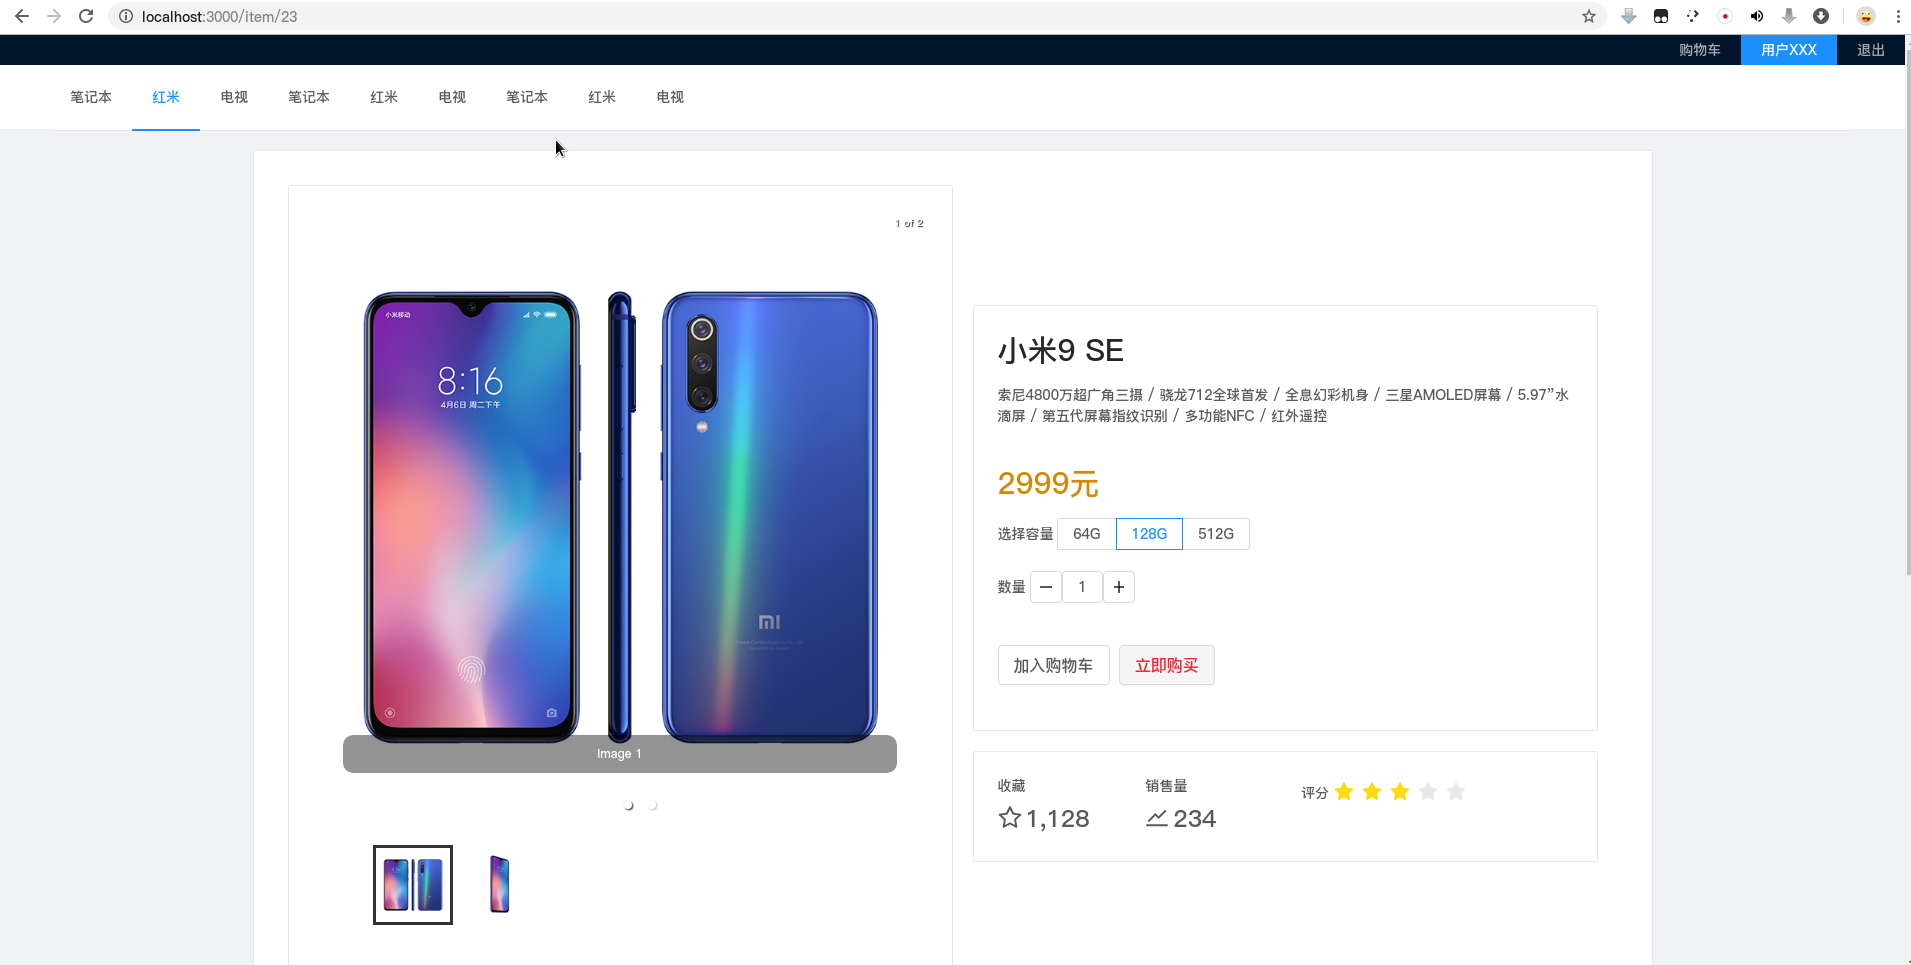 localhost:3000/item/23
购物车 用户XXX 退出
笔记本 红米 电视 笔记本 红米 电视 笔记本 红米 电视
1 of 2
小米移动
8:16
4月6日 周二下午
mi
Image 1
小米9 SE
索尼4800万超广角三摄 / 骁龙712全球首发 / 全息幻彩机身 / 三星AMOLED屏幕 / 5.97”水
滴屏 / 第五代屏幕指纹识别 / 多功能NFC / 红外遥控
2999元
选择容量 64G 128G 512G
数量 1
加入购物车 立即购买
收藏 销售量 评分
1,128 234